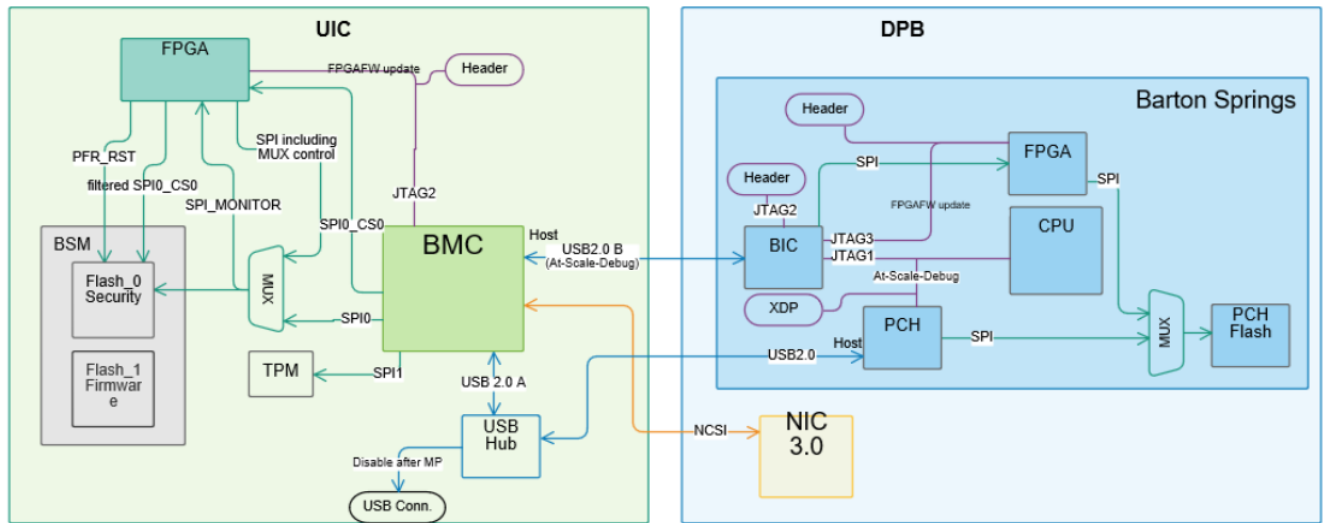 UIC
DPB
FPGA
FPGAFW update
Header
Barton Springs
Header
FPGA
SPI including
MUX control
PFR_RST
SPI
SPI
filtered SPI0_CS0
Header
SPI_MONITOR
JTAG2
JTAG2
FPGAFW update
CPU
SPI0_CS0
BSM
BMC
Host
USB2.0 B
(At-Scale-Debug)
BIC
JTAG3
JTAG1
At-Scale-Debug
Flash_0
Security
MUX
XDP
PCH
MUX
PCH
Flash
SPI0
Host
SPI
USB2.0
TPM
SPI1
Flash_1
Firmwar
e
USB 2.0 A
USB
Hub
NCSI
NIC
3.0
Disable after MP
USB Conn.